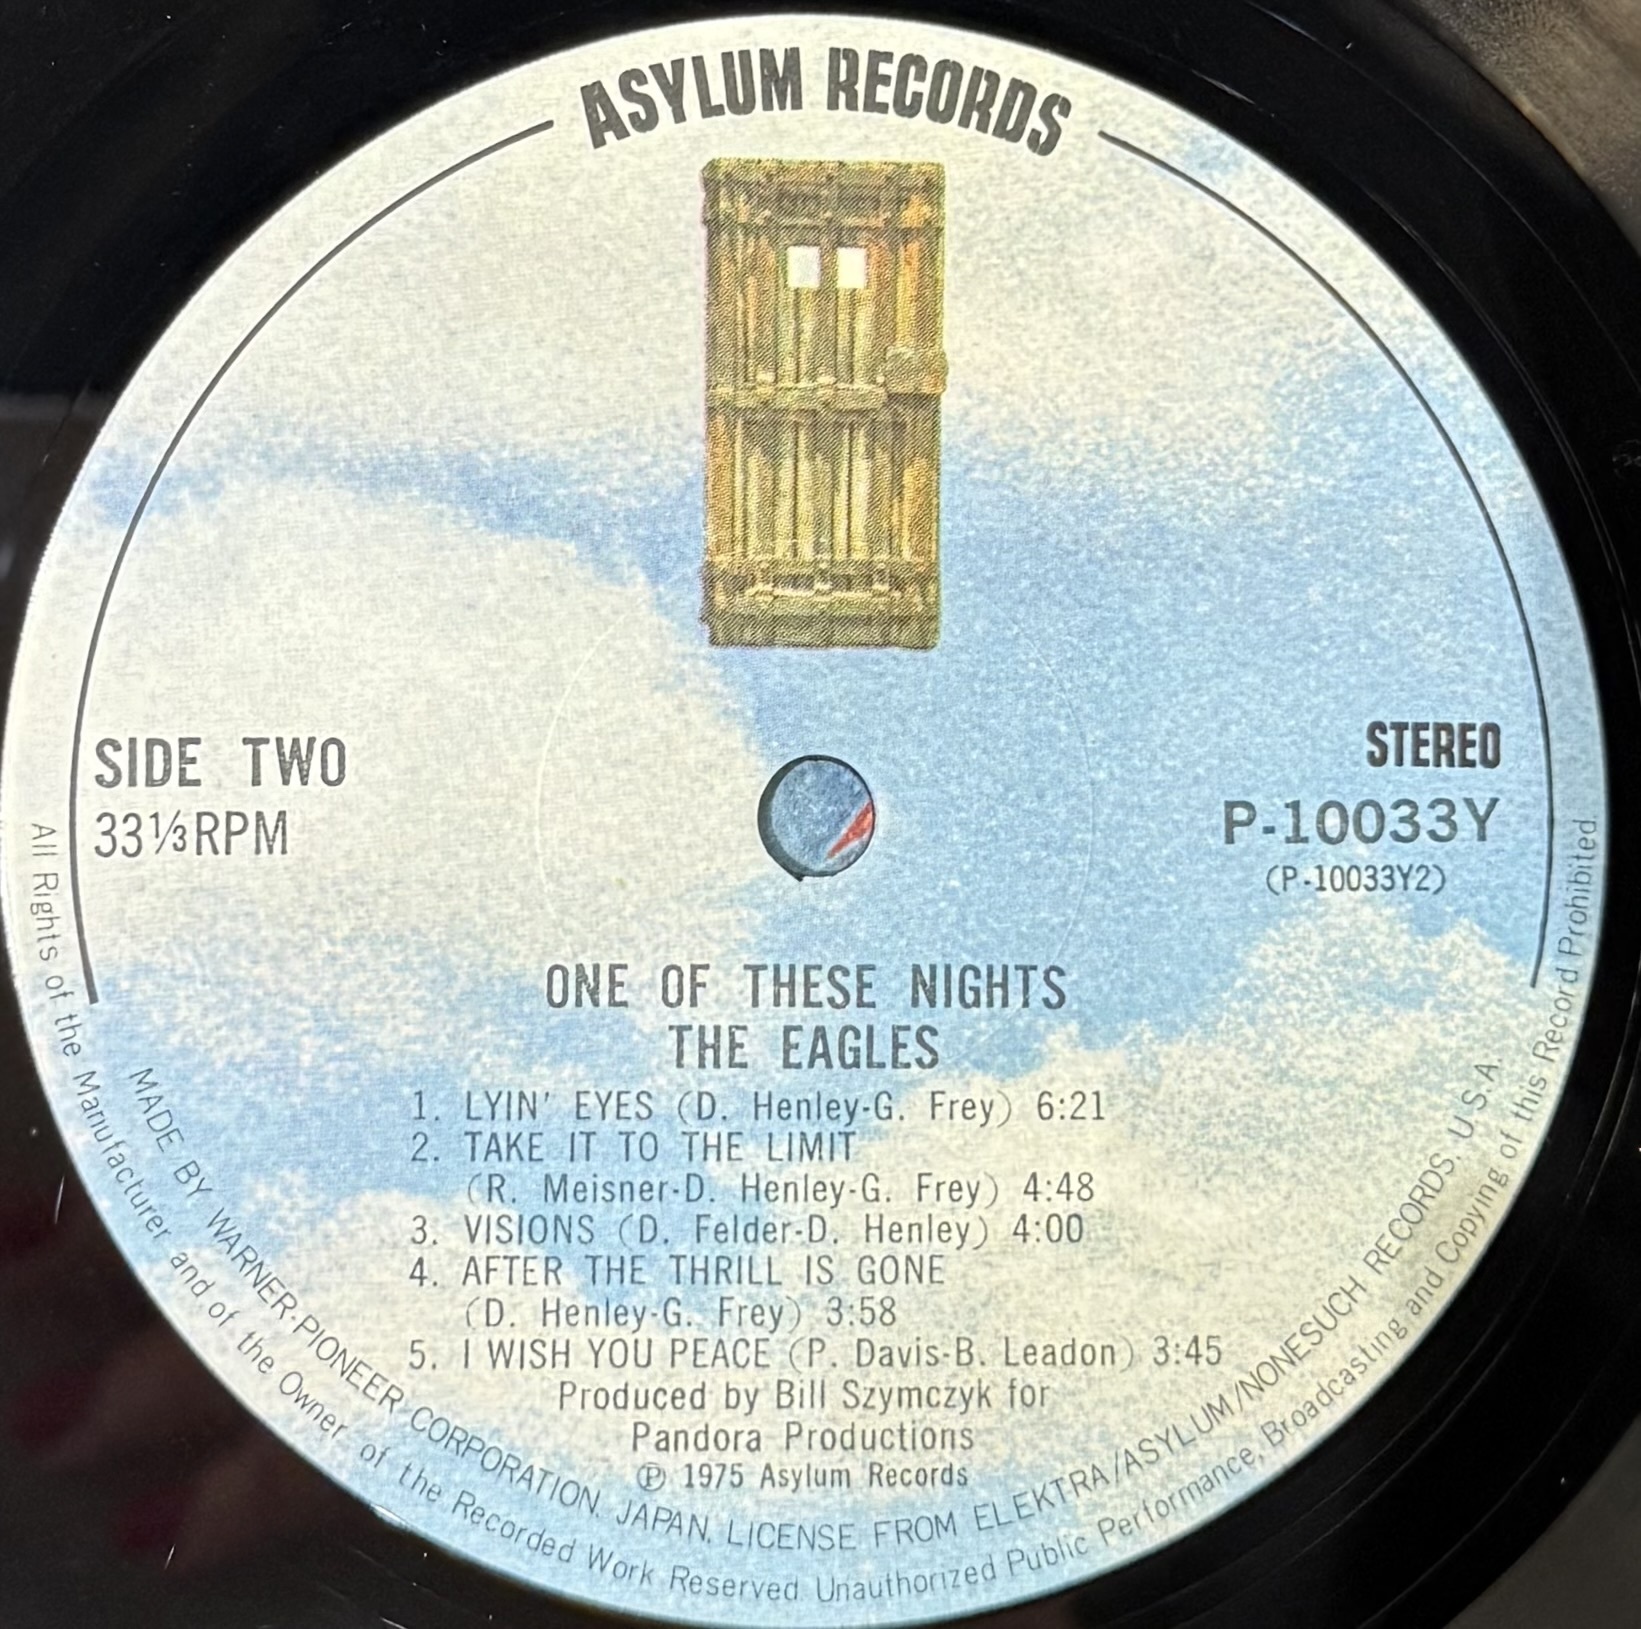 ASYLUM RECORDS
SIDE TWO
33⅓RPM
STEREO
P-10033Y
(P-10033Y2)
ONE OF THESE NIGHTS
THE EAGLES
1. LYIN' EYES (D. Henley-G. Frey) 6:21
2. TAKE IT TO THE LIMIT
(R. Meisner-D. Henley-G. Frey) 4:48
3. VISIONS (D. Felder-D. Henley) 4:00
4. AFTER THE THRILL IS GONE
(D. Henley-G. Frey) 3:58
5. I WISH YOU PEACE (P. Davis-B. Leadon) 3:45
Produced by Bill Szymczyk for
Pandora Productions
℗ 1975 Asylum Records
MADE BY WARNER-PIONEER CORPORATION, JAPAN. LICENSE FROM ELEKTRA/ASYLUM/NONESUCH RECORDS, U.S.A.
All Rights of the Manufacturer and of the Owner of the Recorded Work Reserved. Unauthorized Public Performance, Broadcasting and Copying of this Record Prohibited.